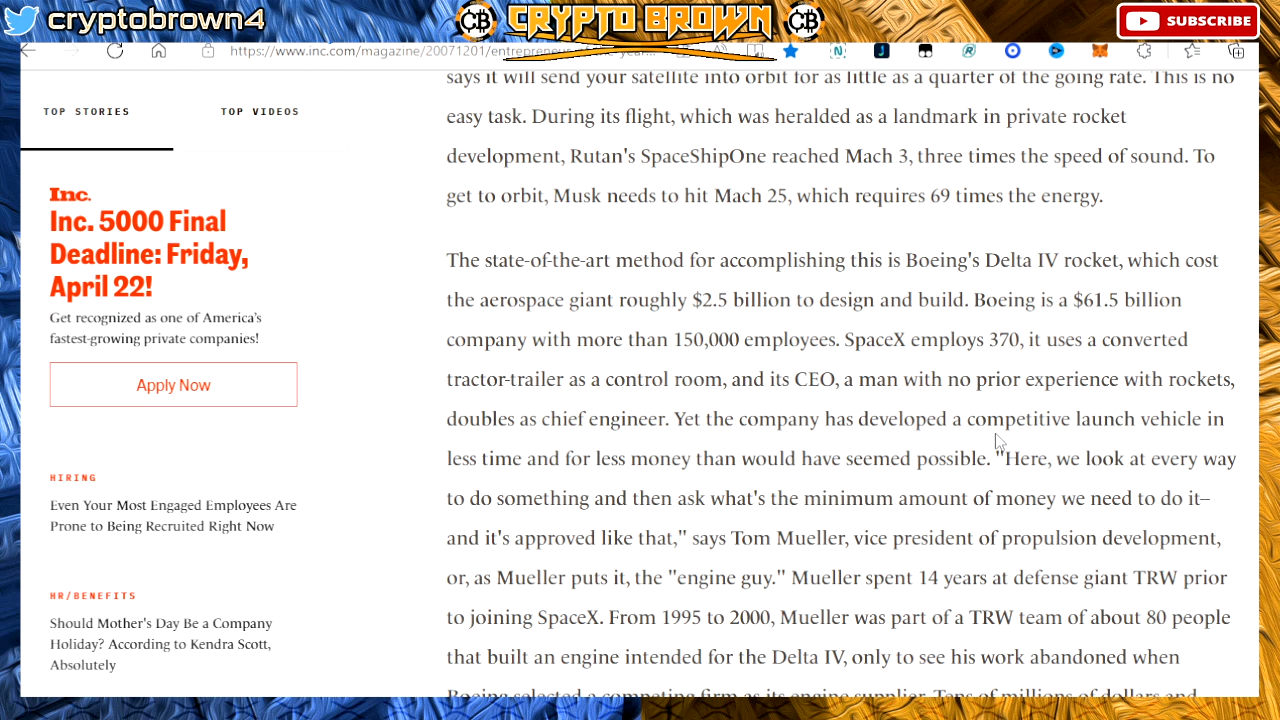 cryptobrown4
CB
CRYPTO BROWN
CB
SUBSCRIBE
https://www.inc.com/magazine/20071201/entrepreneur
TOP STORIES
TOP VIDEOS
Inc.
Inc. 5000 Final
Deadline: Friday,
April 22!
Get recognized as one of America's
fastest-growing private companies!
Apply Now
HIRING
Even Your Most Engaged Employees Are
Prone to Being Recruited Right Now
HR/BENEFITS
Should Mother's Day Be a Company
Holiday? According to Kendra Scott,
Absolutely
says it will send your satellite into orbit for as little as a quarter of the going rate. This is no
easy task. During its flight, which was heralded as a landmark in private rocket
development, Rutan's SpaceShipOne reached Mach 3, three times the speed of sound. To
get to orbit, Musk needs to hit Mach 25, which requires 69 times the energy.
The state-of-the-art method for accomplishing this is Boeing's Delta IV rocket, which cost
the aerospace giant roughly $2.5 billion to design and build. Boeing is a $61.5 billion
company with more than 150,000 employees. SpaceX employs 370, it uses a converted
tractor-trailer as a control room, and its CEO, a man with no prior experience with rockets,
doubles as chief engineer. Yet the company has developed a competitive launch vehicle in
less time and for less money than would have seemed possible. "Here, we look at every way
to do something and then ask what's the minimum amount of money we need to do it–
and it's approved like that," says Tom Mueller, vice president of propulsion development,
or, as Mueller puts it, the "engine guy." Mueller spent 14 years at defense giant TRW prior
to joining SpaceX. From 1995 to 2000, Mueller was part of a TRW team of about 80 people
that built an engine intended for the Delta IV, only to see his work abandoned when
Boeing selected a competing firm as its engine supplier. Tens of millions of dollars and